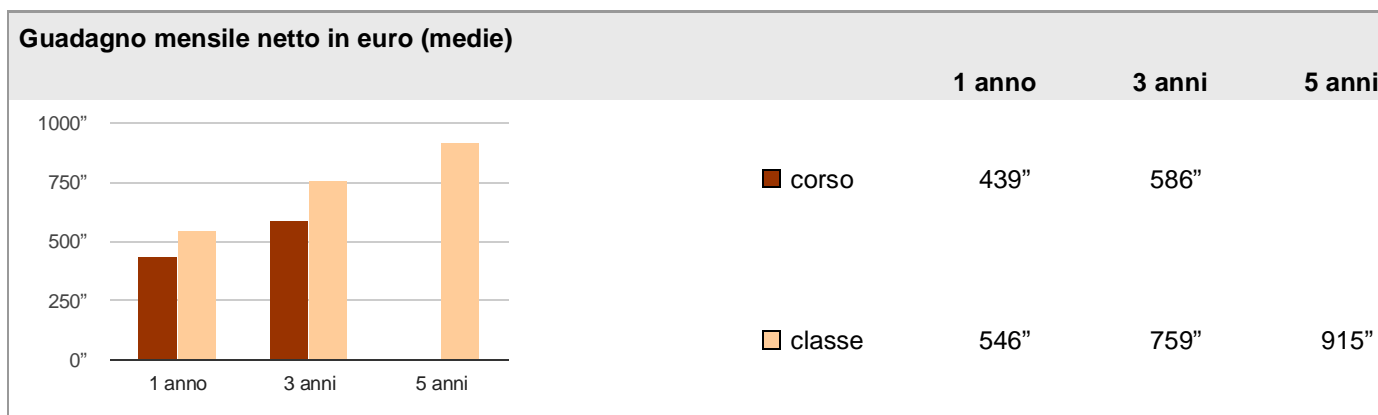 Guadagno mensile netto in euro (medie)
1 anno 3 anni 5 anni
1000”
750”
500”
250”
0”
1 anno 3 anni 5 anni
corso 439” 586”
classe 546” 759” 915”